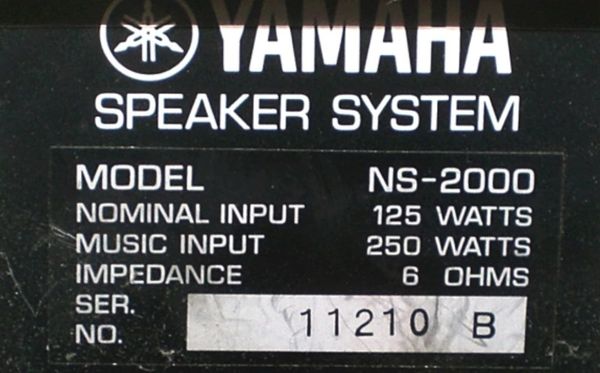 YAMAHA
SPEAKER SYSTEM
MODEL NS-2000
NOMINAL INPUT 125 WATTS
MUSIC INPUT 250 WATTS
IMPEDANCE 6 OHMS
SER.
NO. 11210 B